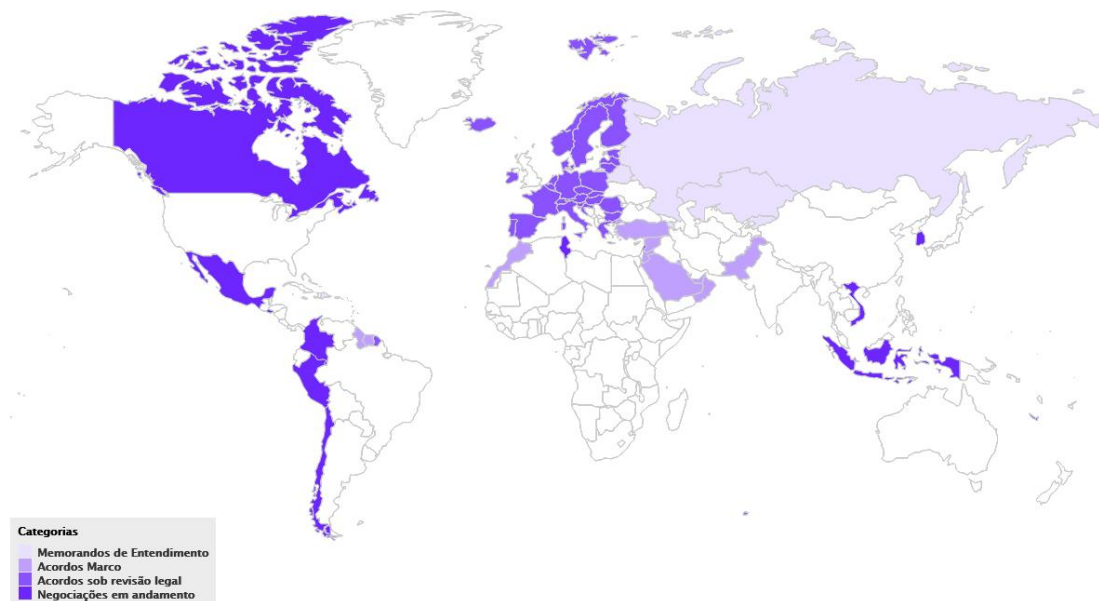 Categorias
Memorandos de Entendimento
Acordos Marco
Acordos sob revisão legal
Negociações em andamento